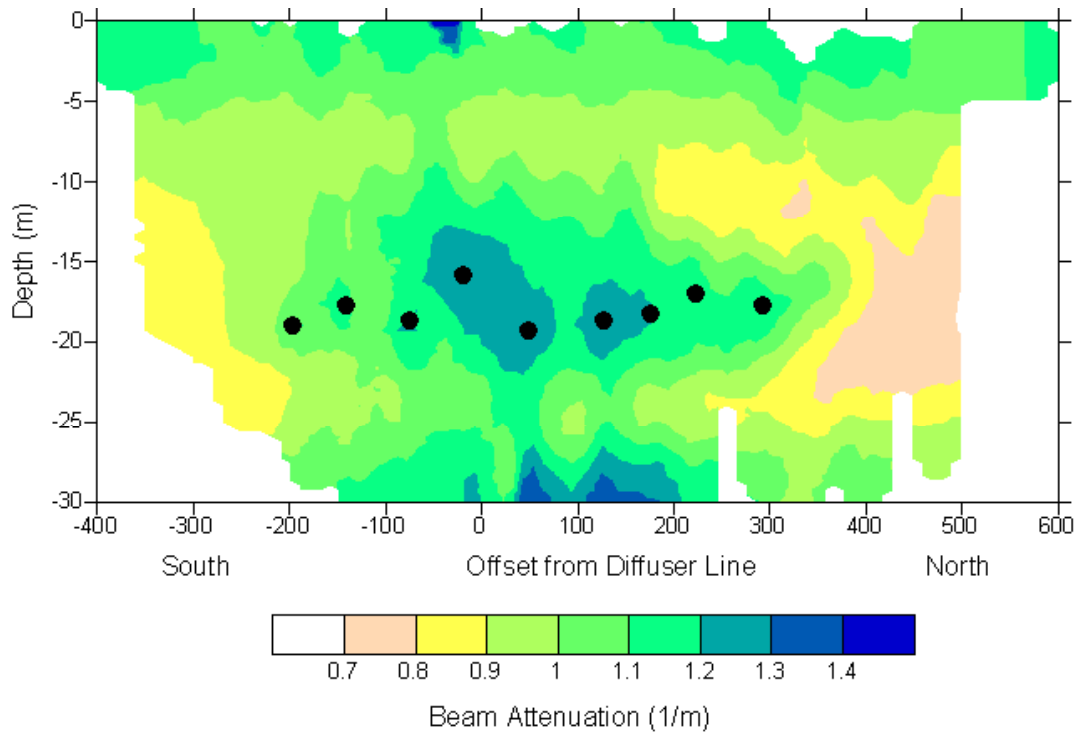 0
-5
-10
-15
-20
-25
-30
Depth (m)
-400 -300 -200 -100 0 100 200 300 400 500 600
South Offset from Diffuser Line North
0.7 0.8 0.9 1 1.1 1.2 1.3 1.4
Beam Attenuation (1/m)